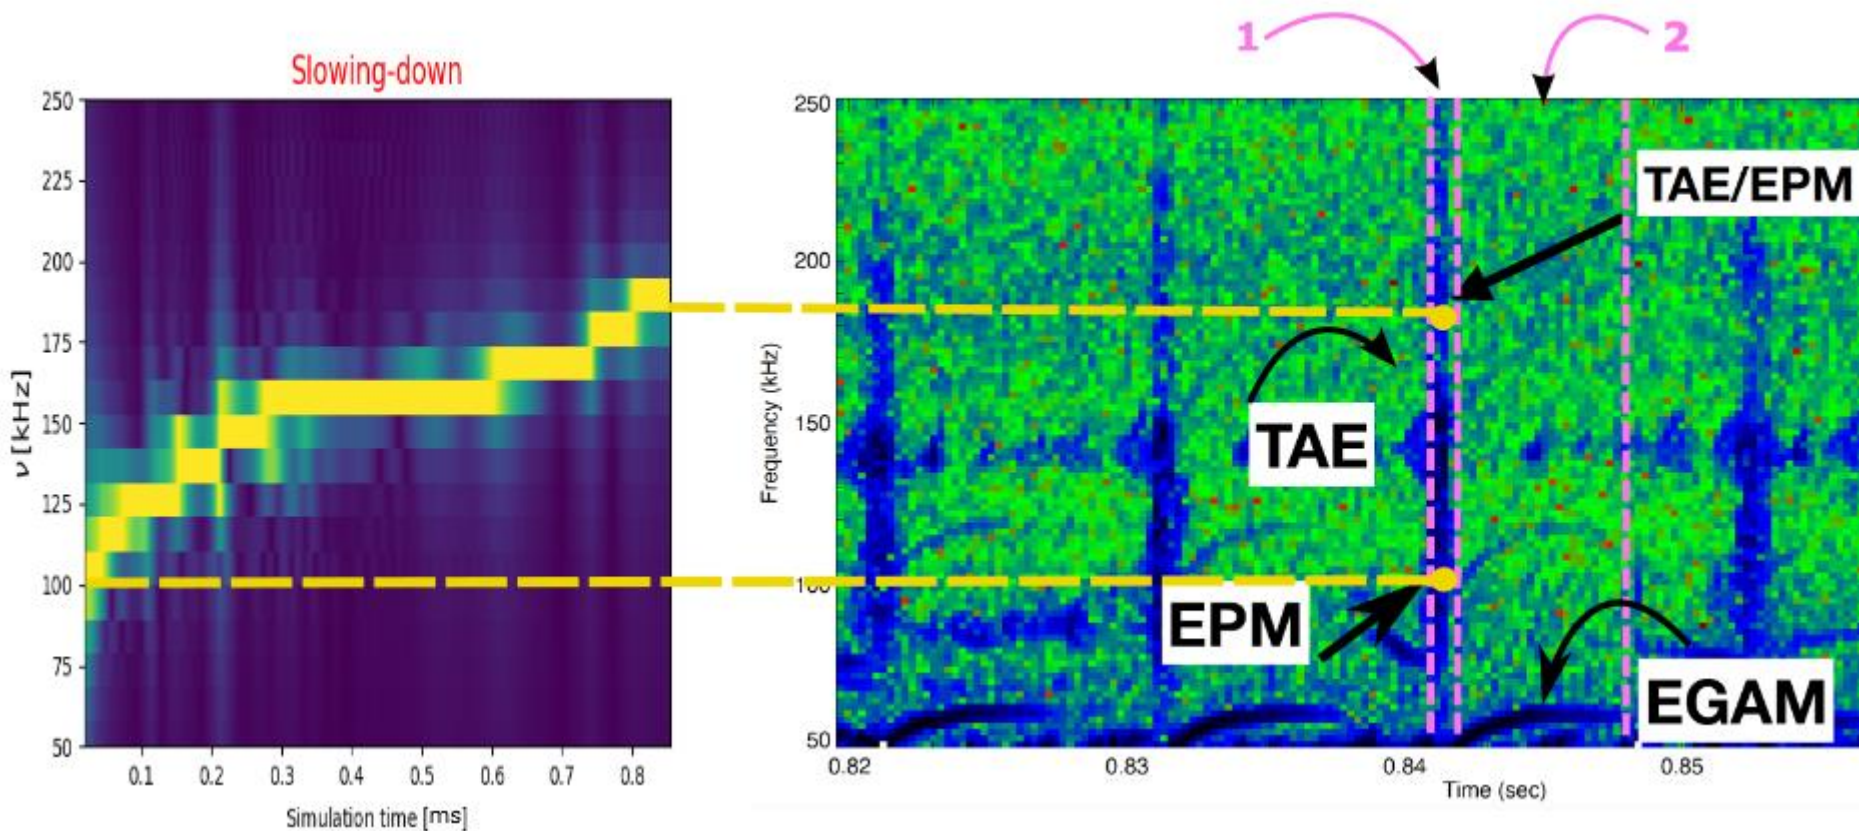 Slowing-down
250
225
200
175
150
125
100
75
50
ν [kHz]
0.1 0.2 0.3 0.4 0.5 0.6 0.7 0.8
Simulation time [ms]
1
2
250
200
150
100
50
Frequency (kHz)
TAE/EPM
TAE
EPM
EGAM
0.82 0.83 0.84 0.85
Time (sec)